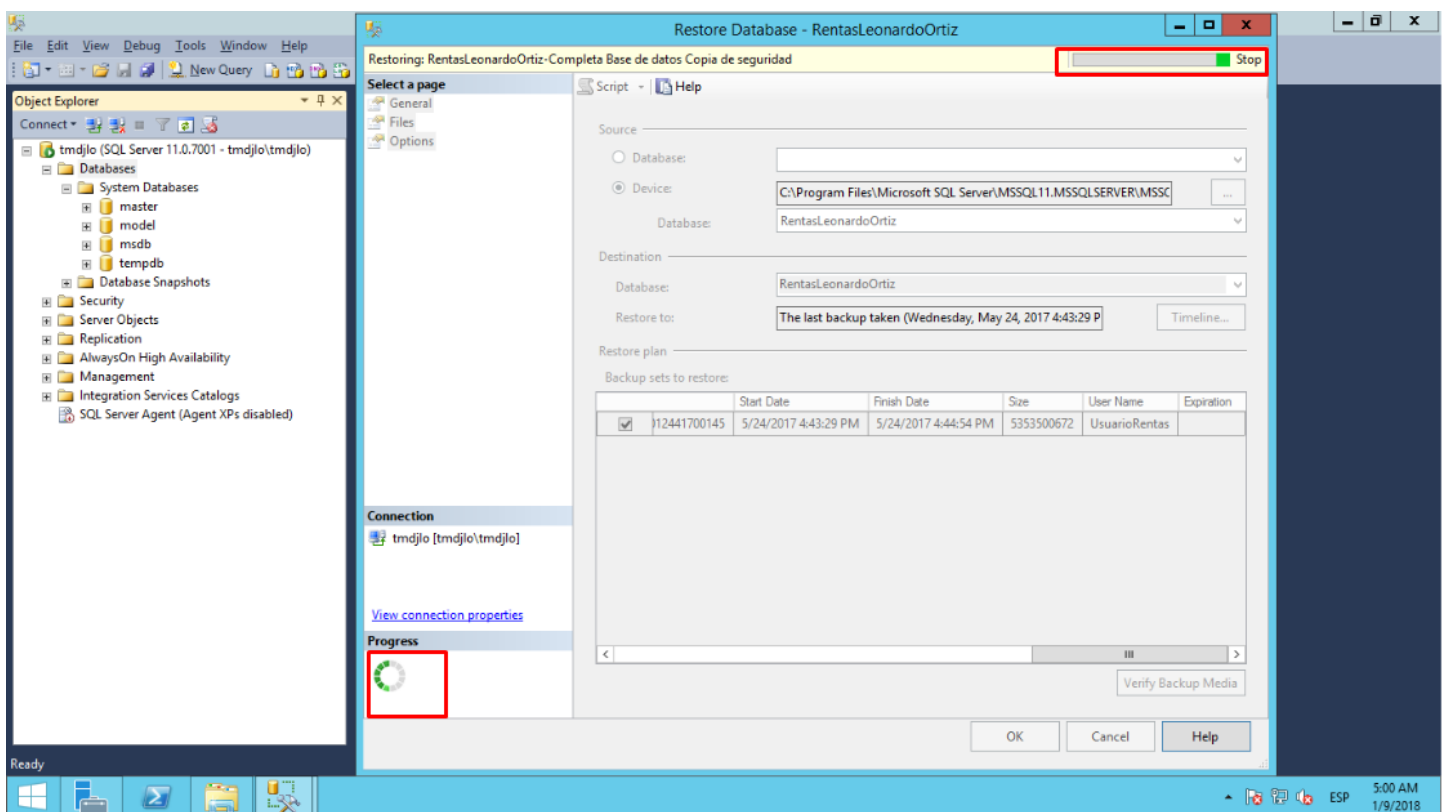 Restore Database - RentasLeonardoOrtiz
File Edit View Debug Tools Window Help
New Query
Object Explorer
Connect
tmdjlo (SQL Server 11.0.7001 - tmdjlo\tmdjlo)
Databases
System Databases
master
model
msdb
tempdb
Database Snapshots
Security
Server Objects
Replication
AlwaysOn High Availability
Management
Integration Services Catalogs
SQL Server Agent (Agent XPs disabled)
Ready
Restoring: RentasLeonardoOrtiz-Completa Base de datos Copia de seguridad
Stop
Select a page
General
Files
Options
Connection
tmdjlo [tmdjlo\tmdjlo]
View connection properties
Progress
Script Help
Source
Database:
Device: C:\Program Files\Microsoft SQL Server\MSSQL11.MSSQLSERVER\MSSC ...
Database: RentasLeonardoOrtiz
Destination
Database: RentasLeonardoOrtiz
Restore to: The last backup taken (Wednesday, May 24, 2017 4:43:29 P Timeline...
Restore plan
Backup sets to restore:
Start Date Finish Date Size User Name Expiration
012441700145 5/24/2017 4:43:29 PM 5/24/2017 4:44:54 PM 5353500672 UsuarioRentas
Verify Backup Media
OK Cancel Help
ESP
5:00 AM
1/9/2018